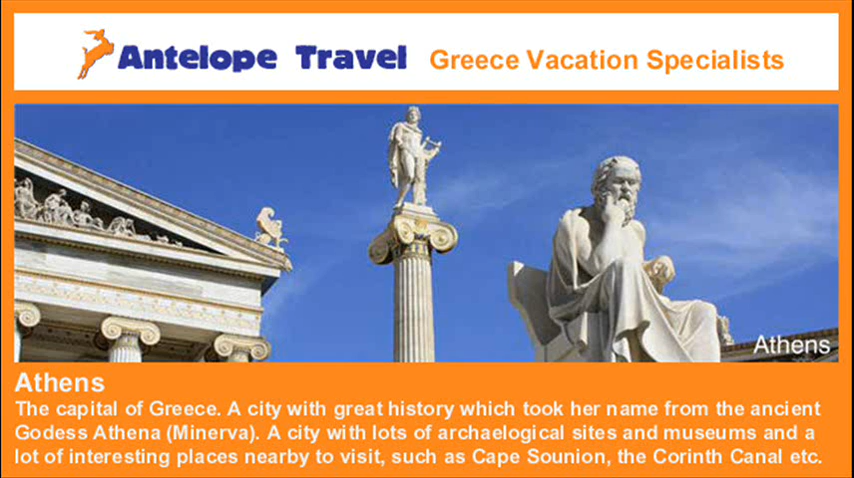 Antelope Travel Greece Vacation Specialists
Athens
Athens
The capital of Greece. A city with great history which took her name from the ancient
Godess Athena (Minerva). A city with lots of archaelogical sites and museums and a
lot of interesting places nearby to visit, such as Cape Sounion, the Corinth Canal etc.